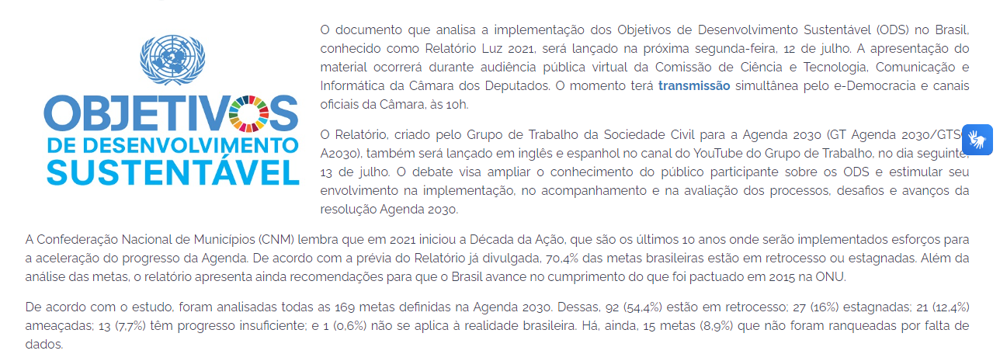 OBJETIVOS
DE DESENVOLVIMENTO
SUSTENTÁVEL
O documento que analisa a implementação dos Objetivos de Desenvolvimento Sustentável (ODS) no Brasil,
conhecido como Relatório Luz 2021, será lançado na próxima segunda-feira, 12 de julho. A apresentação do
material ocorrerá durante audiência pública virtual da Comissão de Ciência e Tecnologia, Comunicação e
Informática da Câmara dos Deputados. O momento terá transmissão simultânea pelo e-Democracia e canais
oficiais da Câmara, às 10h.
O Relatório, criado pelo Grupo de Trabalho da Sociedade Civil para a Agenda 2030 (GT Agenda 2030/GTSC
A2030), também será lançado em inglês e espanhol no canal do YouTube do Grupo de Trabalho, no dia seguinte,
13 de julho. O debate visa ampliar o conhecimento do público participante sobre os ODS e estimular seu
envolvimento na implementação, no acompanhamento e na avaliação dos processos, desafios e avanços da
resolução Agenda 2030.
A Confederação Nacional de Municípios (CNM) lembra que em 2021 iniciou a Década da Ação, que são os últimos 10 anos onde serão implementados esforços para
a aceleração do progresso da Agenda. De acordo com a prévia do Relatório já divulgada, 70,4% das metas brasileiras estão em retrocesso ou estagnadas. Além da
análise das metas, o relatório apresenta ainda recomendações para que o Brasil avance no cumprimento do que foi pactuado em 2015 na ONU.
De acordo com o estudo, foram analisadas todas as 169 metas definidas na Agenda 2030. Dessas, 92 (54,4%) estão em retrocesso; 27 (16%) estagnadas; 21 (12,4%)
ameaçadas; 13 (7,7%) têm progresso insuficiente; e 1 (0,6%) não se aplica à realidade brasileira. Há, ainda, 15 metas (8,9%) que não foram ranqueadas por falta de
dados.